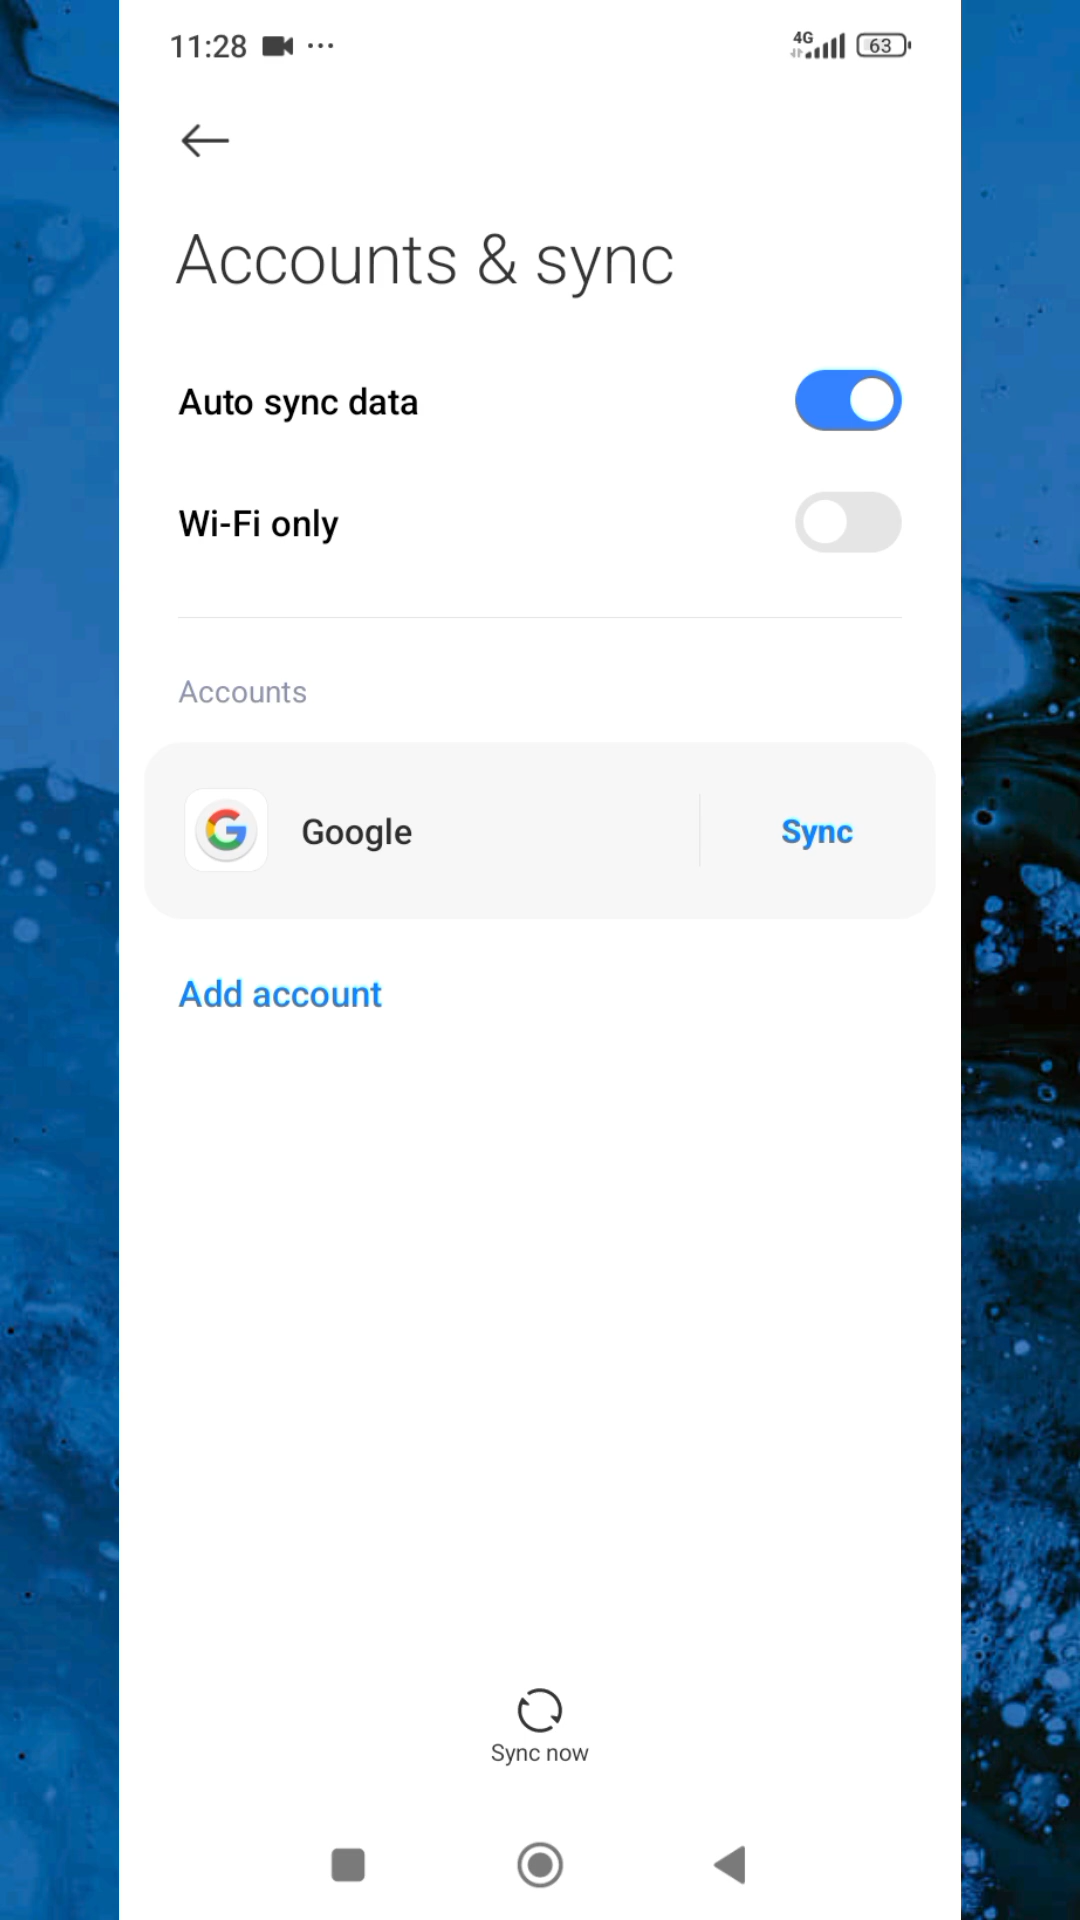 11:28
4G
63
Accounts & sync
Auto sync data
Wi-Fi only
Accounts
Google
Sync
Add account
Sync now